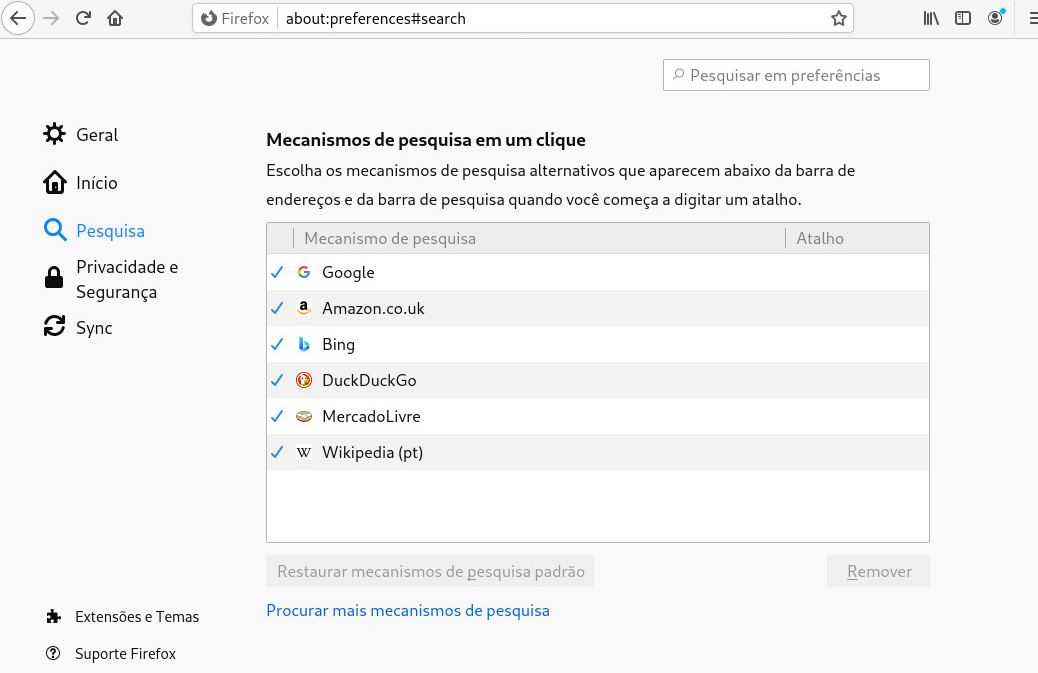 Firefox about:preferences#search
Pesquisar em preferências
Geral
Início
Pesquisa
Privacidade e
Segurança
Sync
Extensões e Temas
Suporte Firefox
Mecanismos de pesquisa em um clique
Escolha os mecanismos de pesquisa alternativos que aparecem abaixo da barra de
endereços e da barra de pesquisa quando você começa a digitar um atalho.
Mecanismo de pesquisa Atalho
Google
Amazon.co.uk
Bing
DuckDuckGo
MercadoLivre
Wikipedia (pt)
Restaurar mecanismos de pesquisa padrão Remover
Procurar mais mecanismos de pesquisa